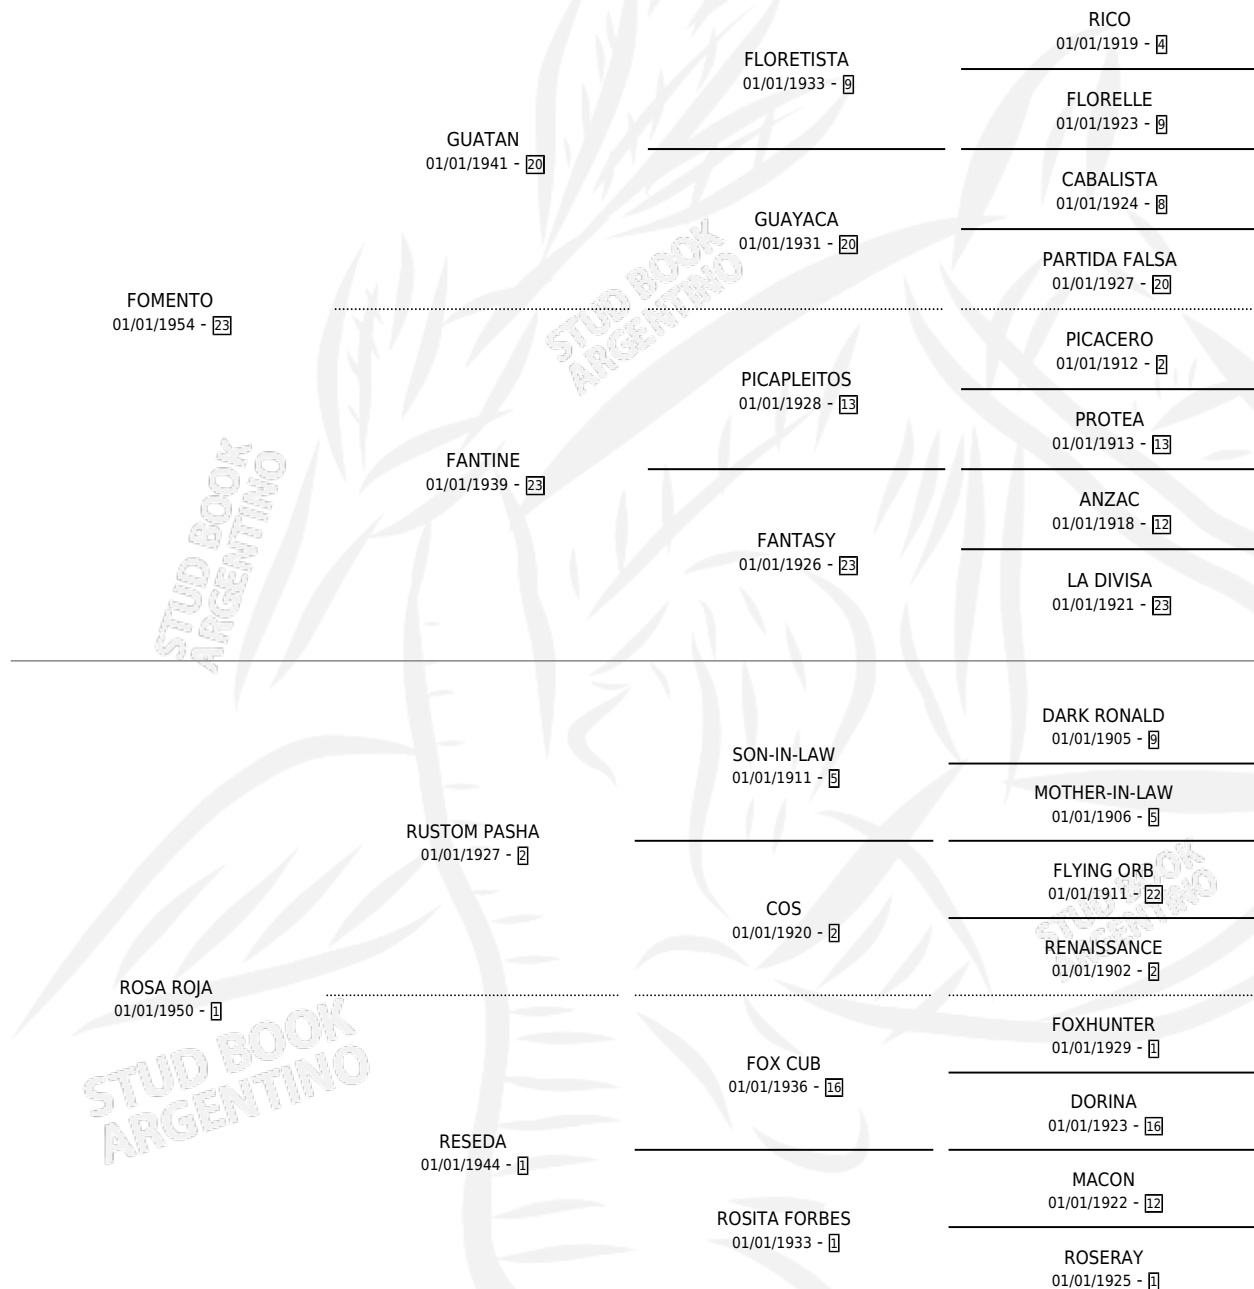 RICO
01/01/1919 - 4
FLORETISTA
01/01/1933 - 9
FLORELLE
01/01/1923 - 9
GUATAN
01/01/1941 - 20
CABALISTA
01/01/1924 - 8
GUAYACA
01/01/1931 - 20
PARTIDA FALSA
01/01/1927 - 20
FOMENTO
01/01/1954 - 23
STUD BOOK
ARGENTINO
PICACERO
01/01/1912 - 2
PICAPLEITOS
01/01/1928 - 13
PROTEA
01/01/1913 - 13
FANTINE
01/01/1939 - 23
ANZAC
01/01/1918 - 12
FANTASY
01/01/1926 - 23
LA DIVISA
01/01/1921 - 23
STUD BOOK
ARGENTINO
DARK RONALD
01/01/1905 - 9
SON-IN-LAW
01/01/1911 - 5
MOTHER-IN-LAW
01/01/1906 - 5
RUSTOM PASHA
01/01/1927 - 2
FLYING ORB
01/01/1911 - 22
COS
01/01/1920 - 2
RENAISSANCE
01/01/1902 - 2
STUD BOOK
ARGENTINO
ROSA ROJA
01/01/1950 - 1
FOXHUNTER
01/01/1929 - 1
FOX CUB
01/01/1936 - 16
DORINA
01/01/1923 - 16
RESEDA
01/01/1944 - 1
STUD BOOK
ARGENTINO
MACON
01/01/1922 - 12
ROSITA FORBES
01/01/1933 - 1
ROSERAY
01/01/1925 - 1